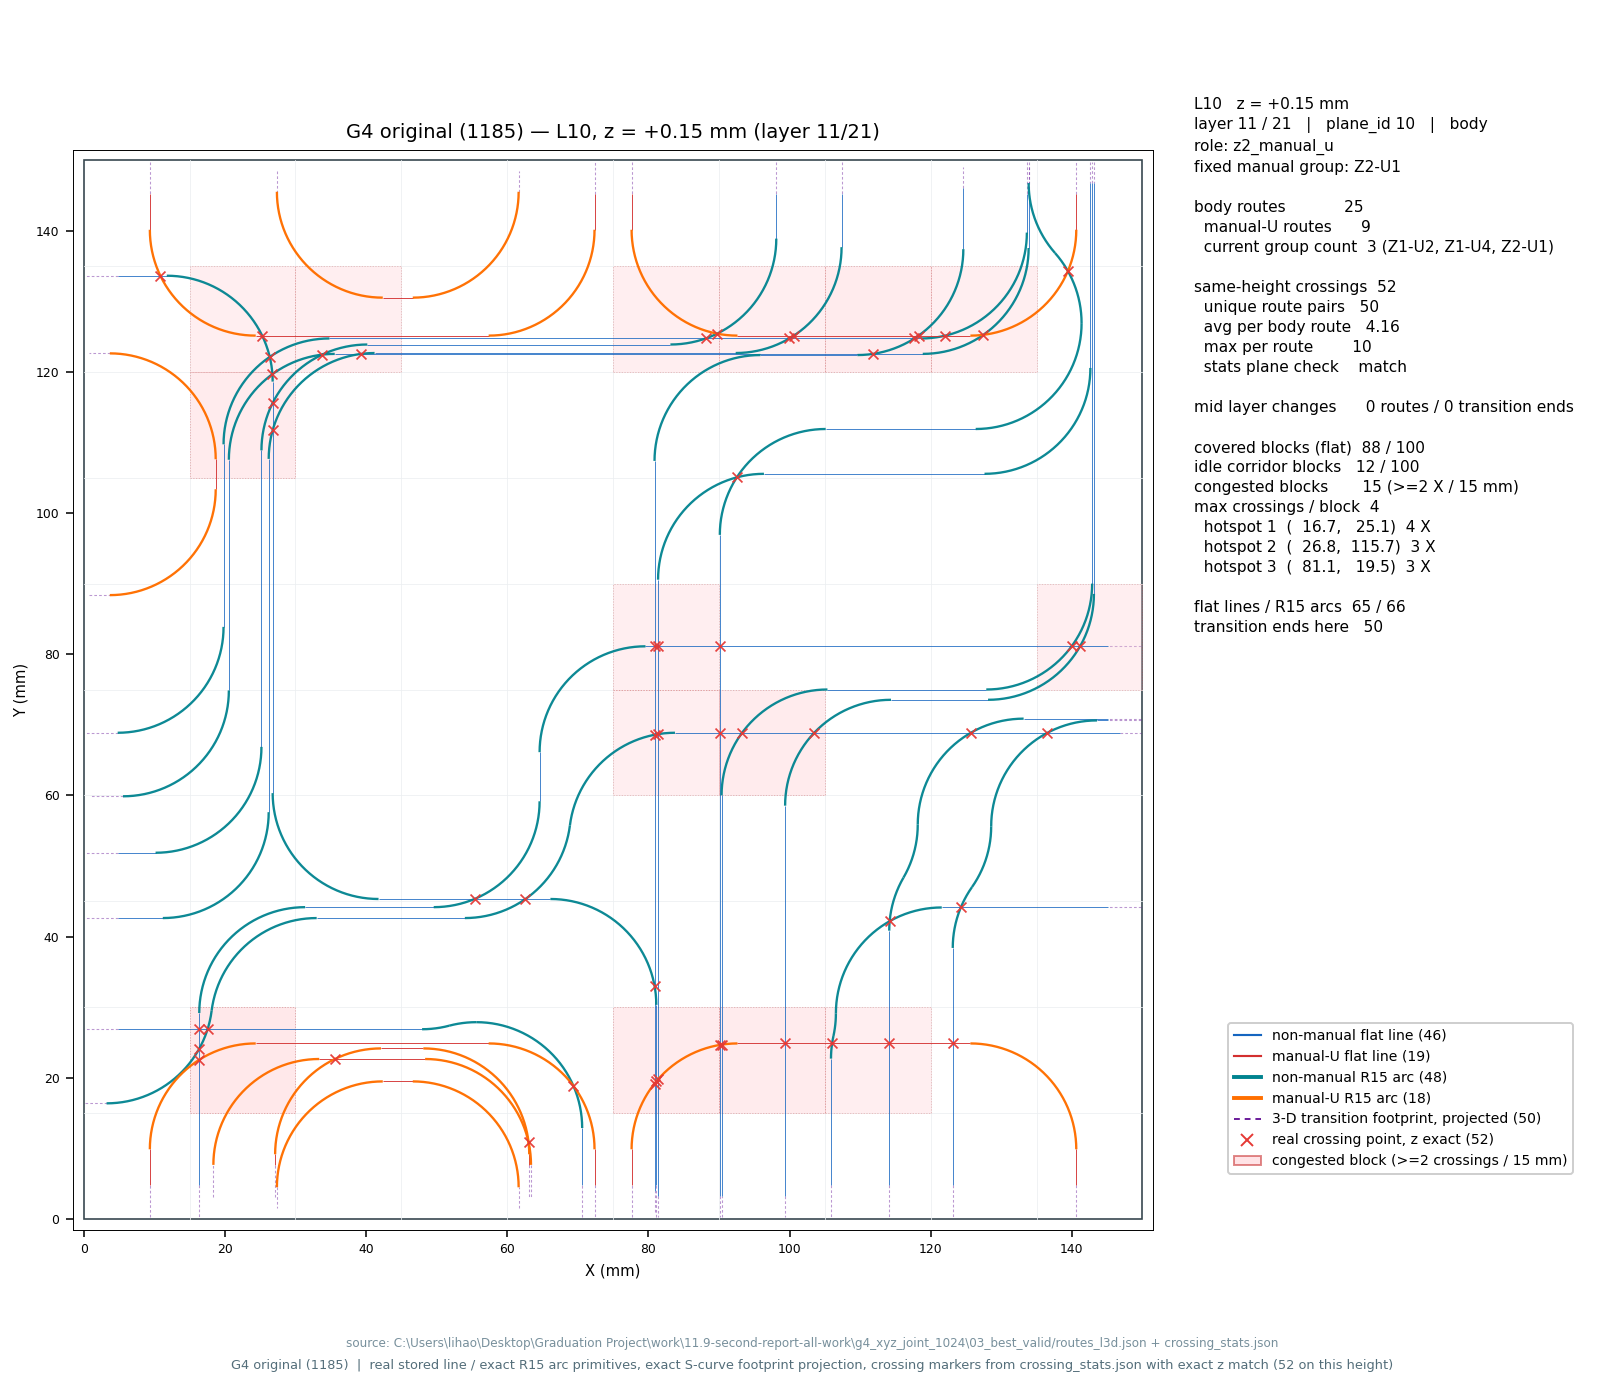 G4 original (1185) — L10, z = +0.15 mm (layer 11/21)
L10 z = +0.15 mm
layer 11 / 21 | plane_id 10 | body
role: z2_manual_u
fixed manual group: Z2-U1
body routes 25
manual-U routes 9
current group count 3 (Z1-U2, Z1-U4, Z2-U1)
same-height crossings 52
unique route pairs 50
avg per body route 4.16
max per route 10
stats plane check match
mid layer changes 0 routes / 0 transition ends
covered blocks (flat) 88 / 100
idle corridor blocks 12 / 100
congested blocks 15 (>=2 X / 15 mm)
max crossings / block 4
hotspot 1 ( 16.7, 25.1) 4 X
hotspot 2 ( 26.8, 115.7) 3 X
hotspot 3 ( 81.1, 19.5) 3 X
flat lines / R15 arcs 65 / 66
transition ends here 50
140
120
100
80
60
40
20
0
Y (mm)
0 20 40 60 80 100 120 140
X (mm)
non-manual flat line (46)
manual-U flat line (19)
non-manual R15 arc (48)
manual-U R15 arc (18)
3-D transition footprint, projected (50)
real crossing point, z exact (52)
congested block (>=2 crossings / 15 mm)
source: C:\Users\lihao\Desktop\Graduation Project\work\11.9-second-report-all-work\g4_xyz_joint_1024\03_best_valid/routes_l3d.json + crossing_stats.json
G4 original (1185) | real stored line / exact R15 arc primitives, exact S-curve footprint projection, crossing markers from crossing_stats.json with exact z match (52 on this height)